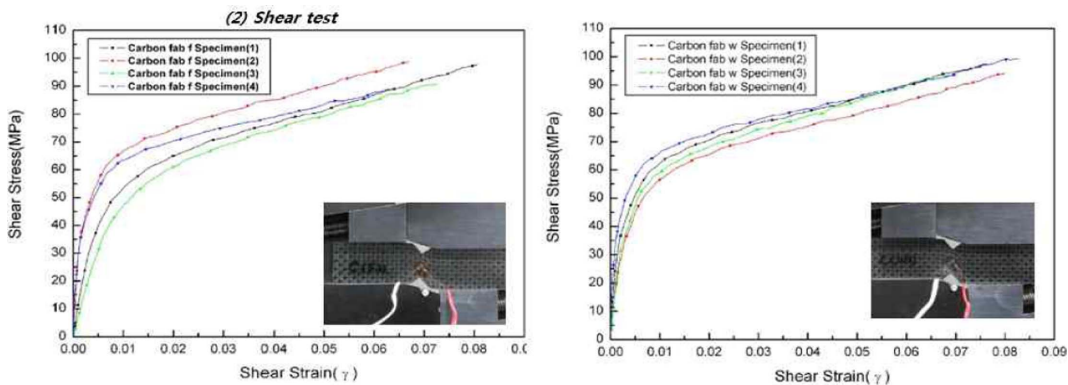 (2) Shear test
110
100
90
80
70
60
50
40
30
20
10
0
Shear Stress(MPa)
Carbon fab f Specimen(1)
Carbon fab f Specimen(2)
Carbon fab f Specimen(3)
Carbon fab f Specimen(4)
0.00 0.01 0.02 0.03 0.04 0.05 0.06 0.07 0.08
Shear Strain(γ)
110
100
90
80
70
60
50
40
30
20
10
0
Shear Stress(MPa)
Carbon fab w Specimen(1)
Carbon fab w Specimen(2)
Carbon fab w Specimen(3)
Carbon fab w Specimen(4)
0.00 0.01 0.02 0.03 0.04 0.05 0.06 0.07 0.08 0.09
Shear Strain(γ)